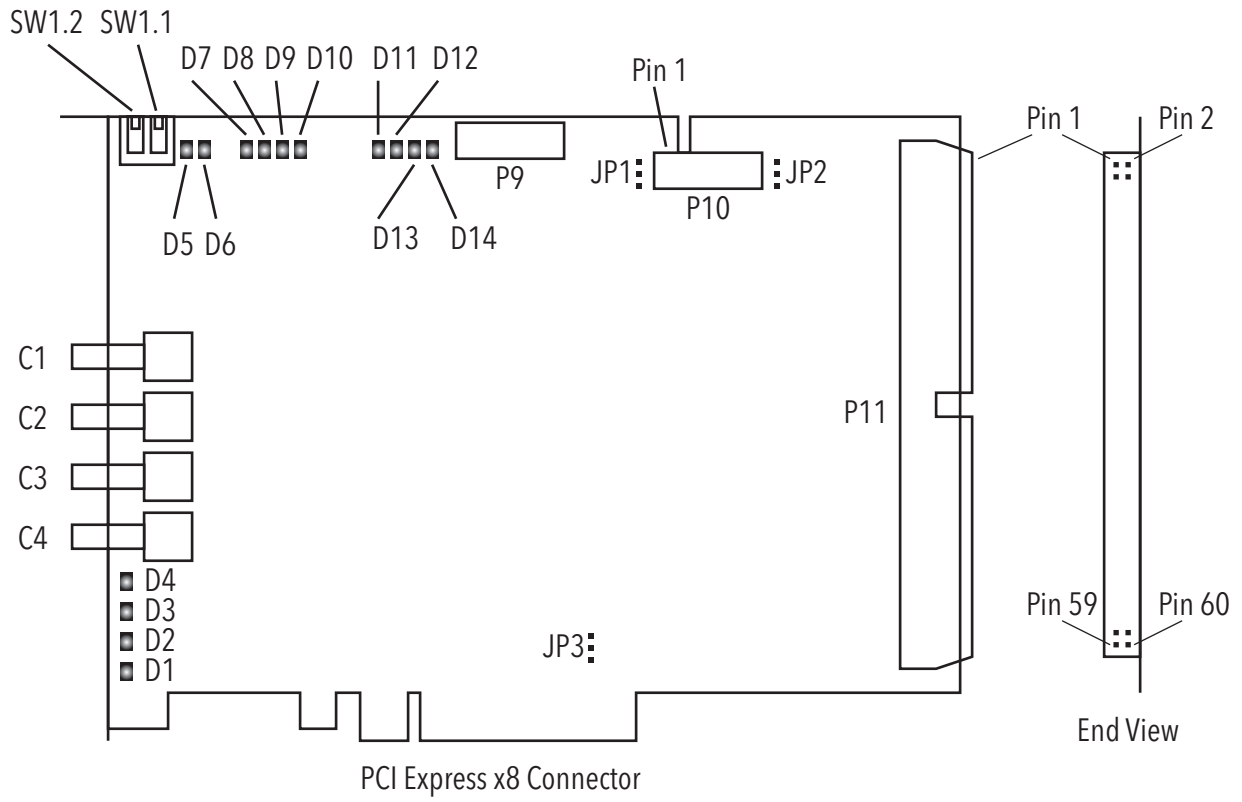 SW1.2 SW1.1
D7 D8 D9 D10 D11 D12
Pin 1
Pin 1 Pin 2
P9
JP1 JP2
P10
D5 D6
D13 D14
C1
C2
P11
C3
C4
D4
D3
D2
D1
JP3
Pin 59 Pin 60
End View
PCI Express x8 Connector